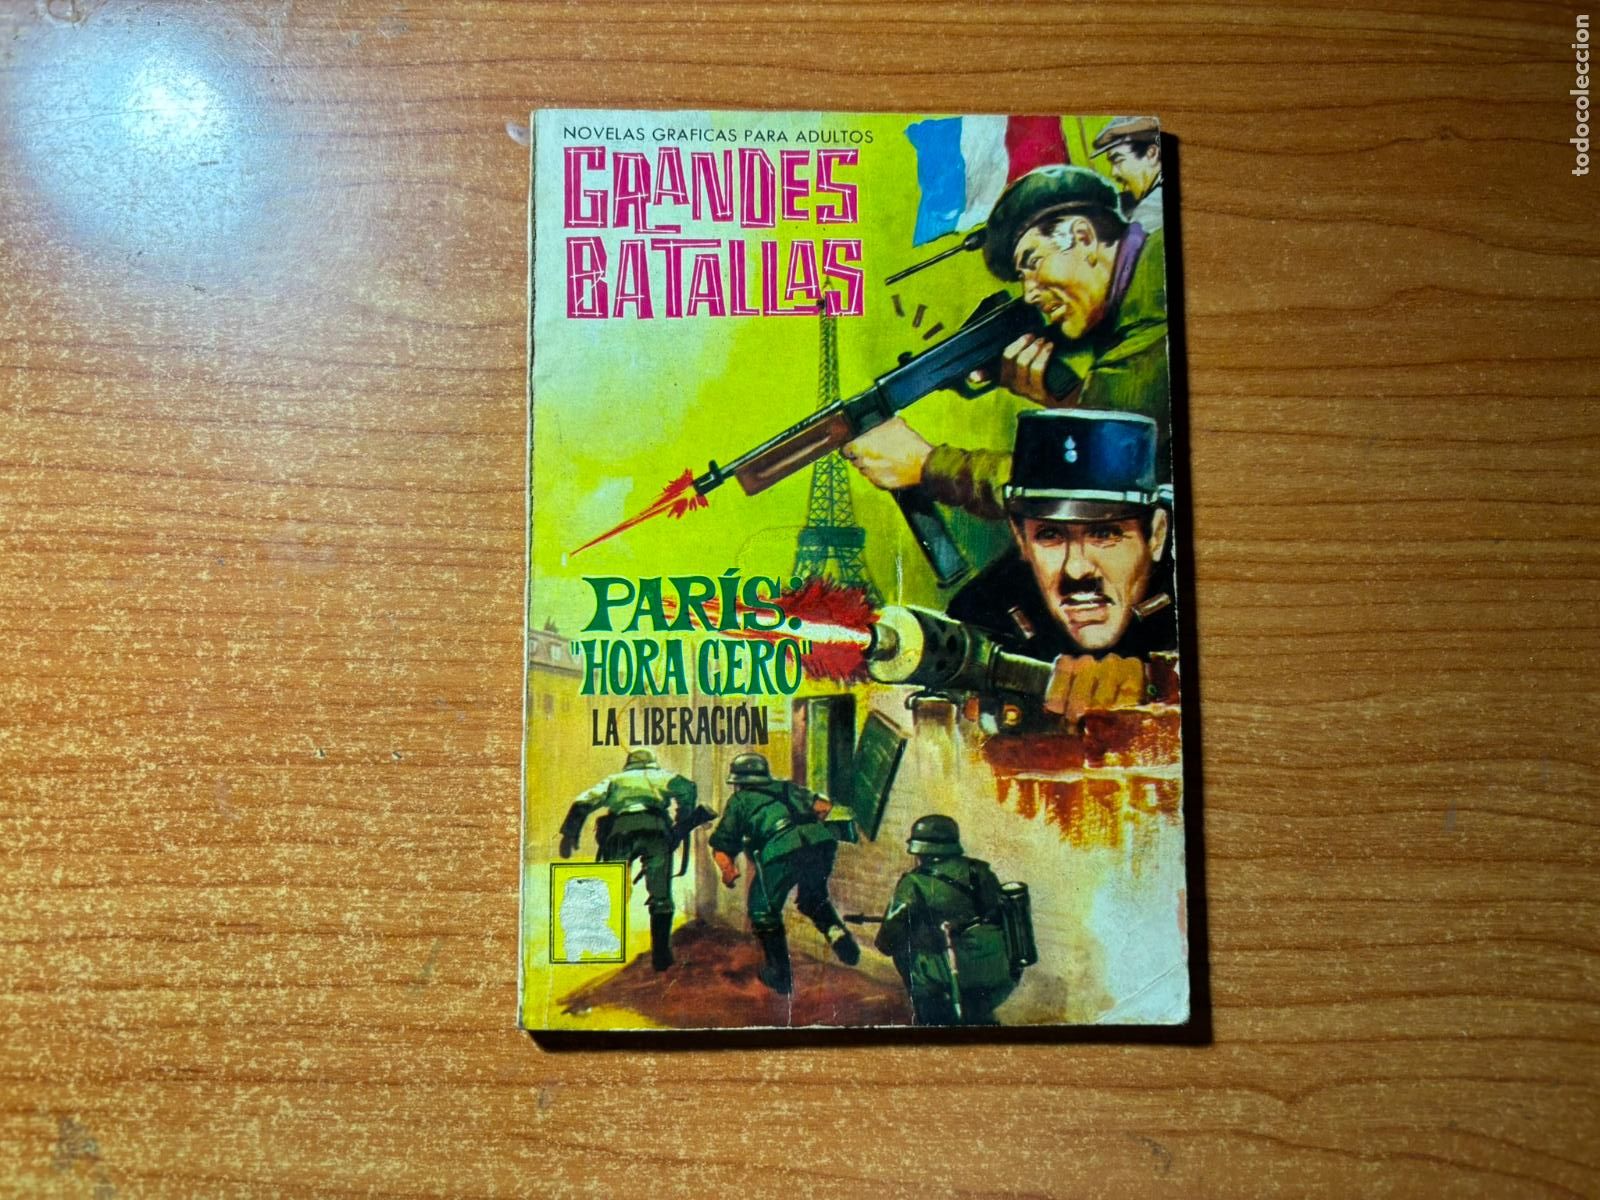 NOVELAS GRAFICAS PARA ADULTOS
GRANDES
BATALLAS
PARÍS:
"HORA CERO"
LA LIBERACIÓN
todocoleccion